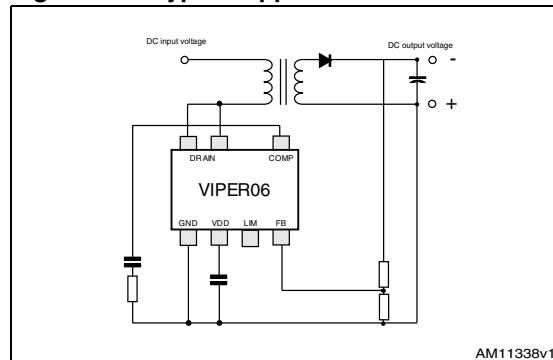 DC input voltage
DC output voltage
-
+
DRAIN
COMP
VIPER06
GND VDD LIM FB
AM11338v1